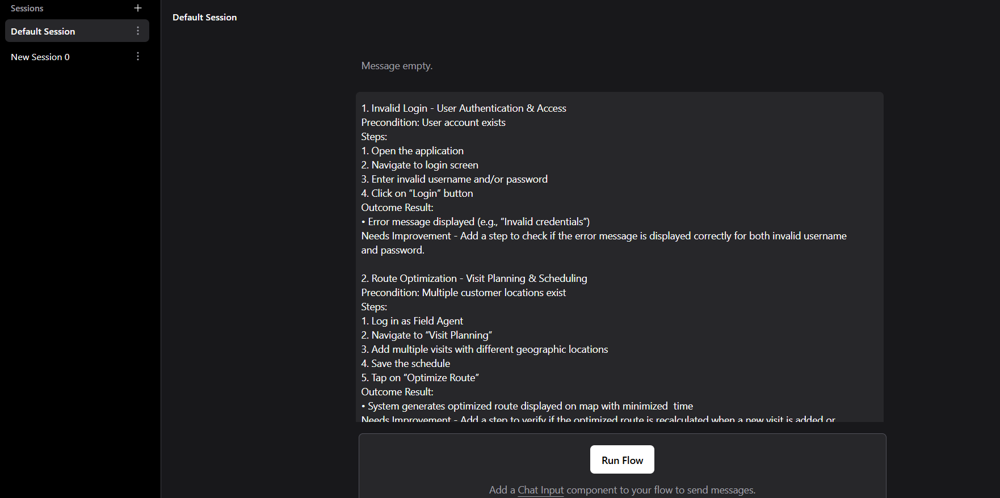 Sessions
Default Session
New Session 0
Default Session
Message empty.
1. Invalid Login - User Authentication & Access
Precondition: User account exists
Steps:
1. Open the application
2. Navigate to login screen
3. Enter invalid username and/or password
4. Click on “Login” button
Outcome Result:
• Error message displayed (e.g., “Invalid credentials”)
Needs Improvement - Add a step to check if the error message is displayed correctly for both invalid username
and password.
2. Route Optimization - Visit Planning & Scheduling
Precondition: Multiple customer locations exist
Steps:
1. Log in as Field Agent
2. Navigate to “Visit Planning”
3. Add multiple visits with different geographic locations
4. Save the schedule
5. Tap on “Optimize Route”
Outcome Result:
• System generates optimized route displayed on map with minimized  time
Needs Improvement - Add a step to verify if the optimized route is recalculated when a new visit is added or
Run Flow
Add a Chat Input component to your flow to send messages.